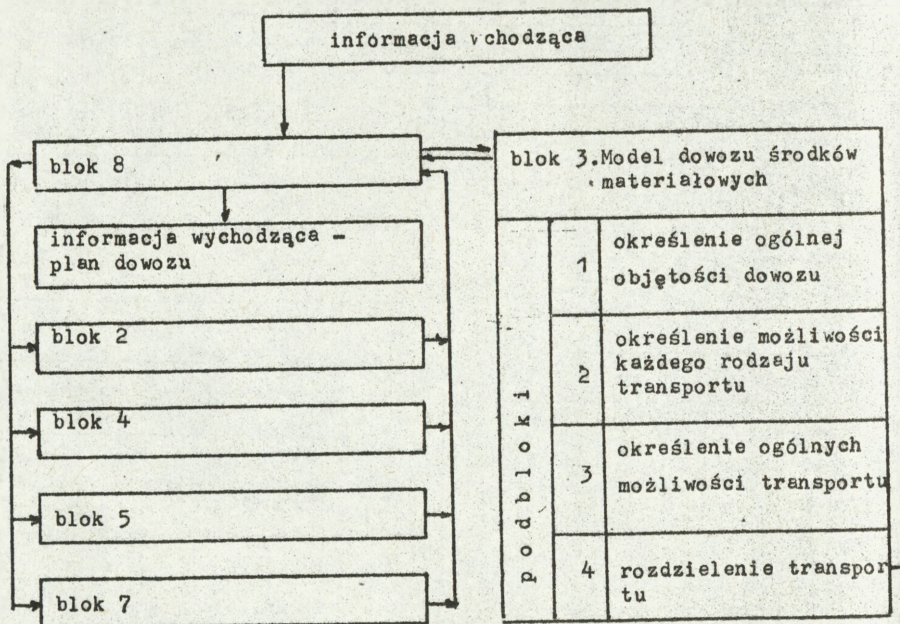 informacja wchodząca
blok 8
informacja wychodząca –
plan dowozu
blok 2
blok 4
blok 5
blok 7
blok 3.Model dowozu środków
materiałowych
podbloki
1
określenie ogólnej
objętości dowozu
2
określenie możliwości
każdego rodzaju
transportu
3
określenie ogólnych
możliwości transportu
4
rozdzielenie transpor
tu